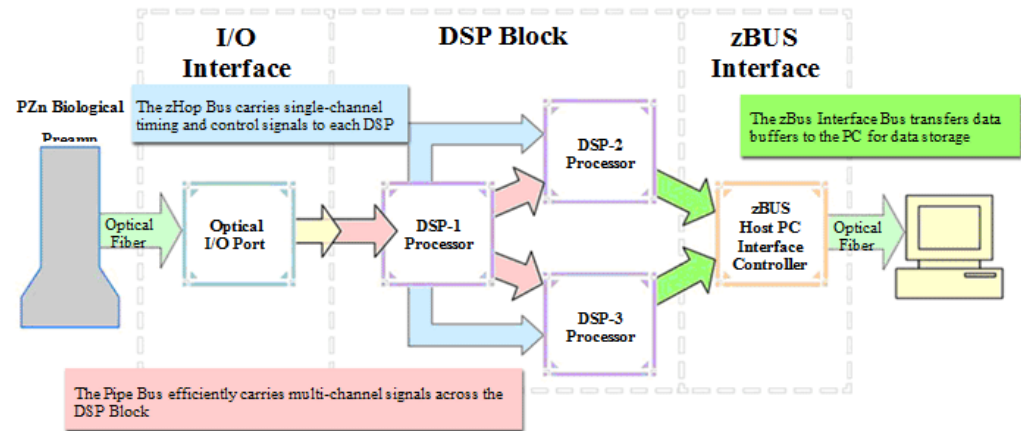 I/O
Interface
DSP Block
zBUS
Interface
PZn Biological
Preamp
The zHop Bus carries single-channel
timing and control signals to each DSP
The zBus Interface Bus transfers data
buffers to the PC for data storage
DSP-2
Processor
Optical
Fiber
Optical
I/O Port
DSP-1
Processor
zBUS
Host PC
Interface
Controller
Optical
Fiber
DSP-3
Processor
The Pipe Bus efficiently carries multi-channel signals across the
DSP Block